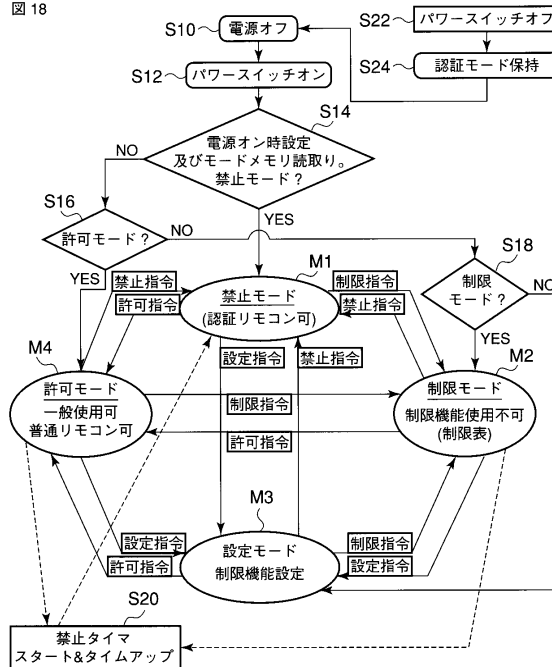 図 18
S10
電源オフ
S22
パワースイッチオフ
S12
パワースイッチオン
S24
認証モード保持
S14
電源オン時設定
及びモードメモリ読取り。
禁止モード?
NO
YES
S16
許可モード?
NO
YES
S18
制限
モード?
NO
YES
M1
禁止モード
(認証リモコン可)
禁止指令
許可指令
制限指令
禁止指令
M4
許可モード
一般使用可
普通リモコン可
設定指令
禁止指令
M2
制限モード
制限機能使用不可
(制限表)
制限指令
許可指令
M3
設定モード
制限機能設定
設定指令
許可指令
制限指令
設定指令
S20
禁止タイマ
スタート&タイムアップ